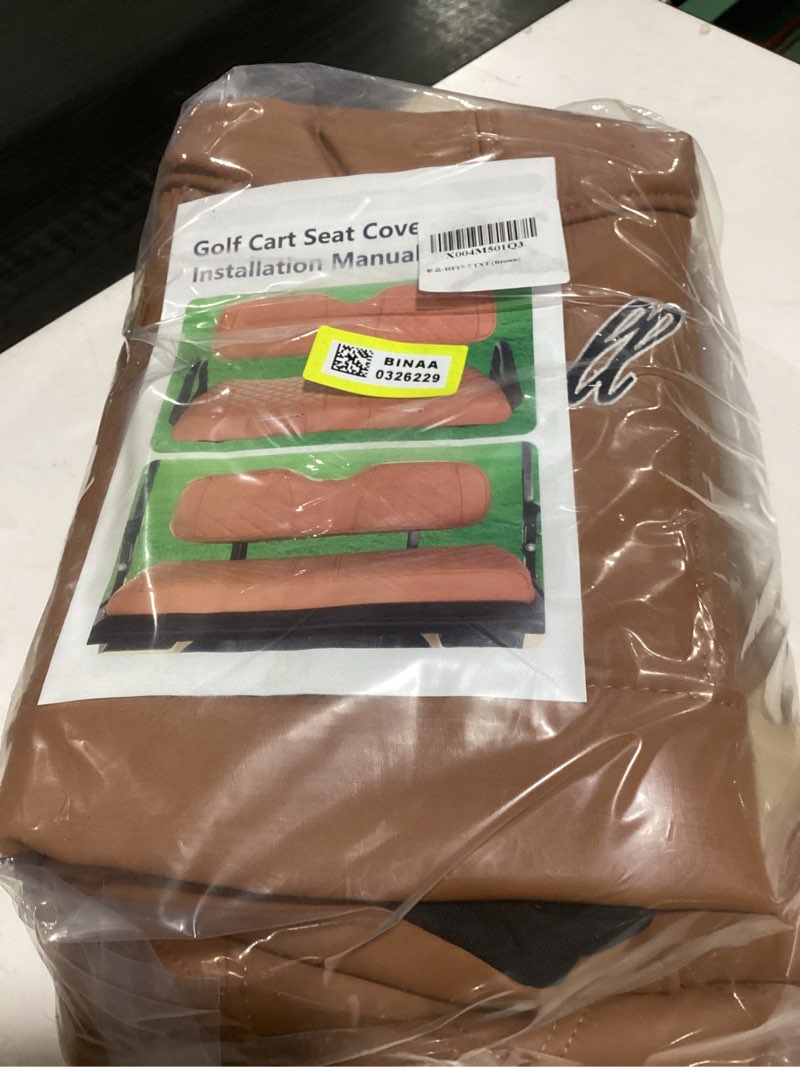 Golf Cart Seat Cove
Installation Manual
X004M501Q3
BINAA
0326229